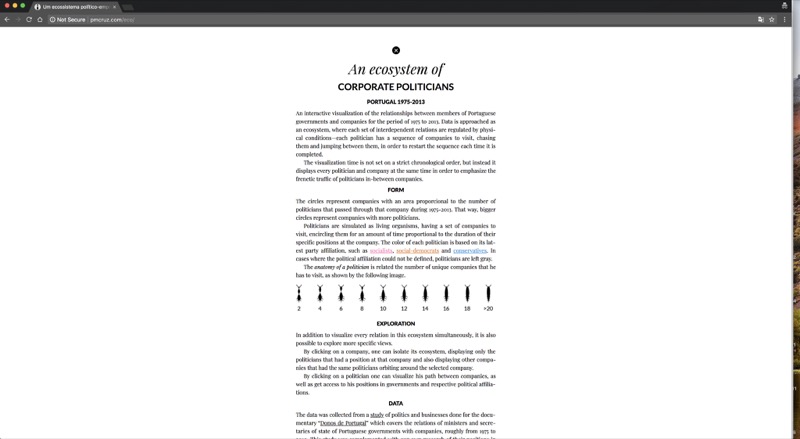 Um ecossistema político-emp
Not Secure | pmcruz.com/eco/
An ecosystem of
CORPORATE POLITICIANS
PORTUGAL 1975-2013
An interactive visualization of the relationships between members of Portuguese
governments and companies for the period of 1975 to 2013. Data is approached as
an ecosystem, where each set of interdependent relations are regulated by physi-
cal conditions—each politician has a sequence of companies to visit, chasing
them and jumping between them, in order to restart the sequence each time it is
completed.
The visualization time is not set on a strict chronological order, but instead it
displays every politician and company at the same time in order to emphasize the
frenetic traffic of politicians in-between companies.
FORM
The circles represent companies with an area proportional to the number of
politicians that passed through that company during 1975-2013. That way, bigger
circles represent companies with more politicians.
Politicians are simulated as living organisms, having a set of companies to
visit, encircling them for an amount of time proportional to the duration of their
specific positions at the company. The color of each politician is based on its lat-
est party affiliation, such as socialists, social-democrats and conservatives. In
cases where the political affiliation could not be defined, politicians are left gray.
The anatomy of a politician is related the number of unique companies that he
has to visit, as shown by the following image.
2 4 6 8 10 12 14 16 18 >20
EXPLORATION
In addition to visualize every relation in this ecosystem simultaneously, it is also
possible to explore more specific views.
By clicking on a company, one can isolate its ecosystem, displaying only the
politicians that had a position at that company and also displaying other compa-
nies that had the same politicians orbiting around the selected company.
By clicking on a politician one can visualize his path between companies, as
well as get access to his positions in governments and respective political affilia-
tions.
DATA
The data was collected from a study of politics and businesses done for the docu-
mentary "Donos de Portugal" which covers the relations of ministers and secre-
taries of state of Portuguese governments with companies, roughly from 1975 to